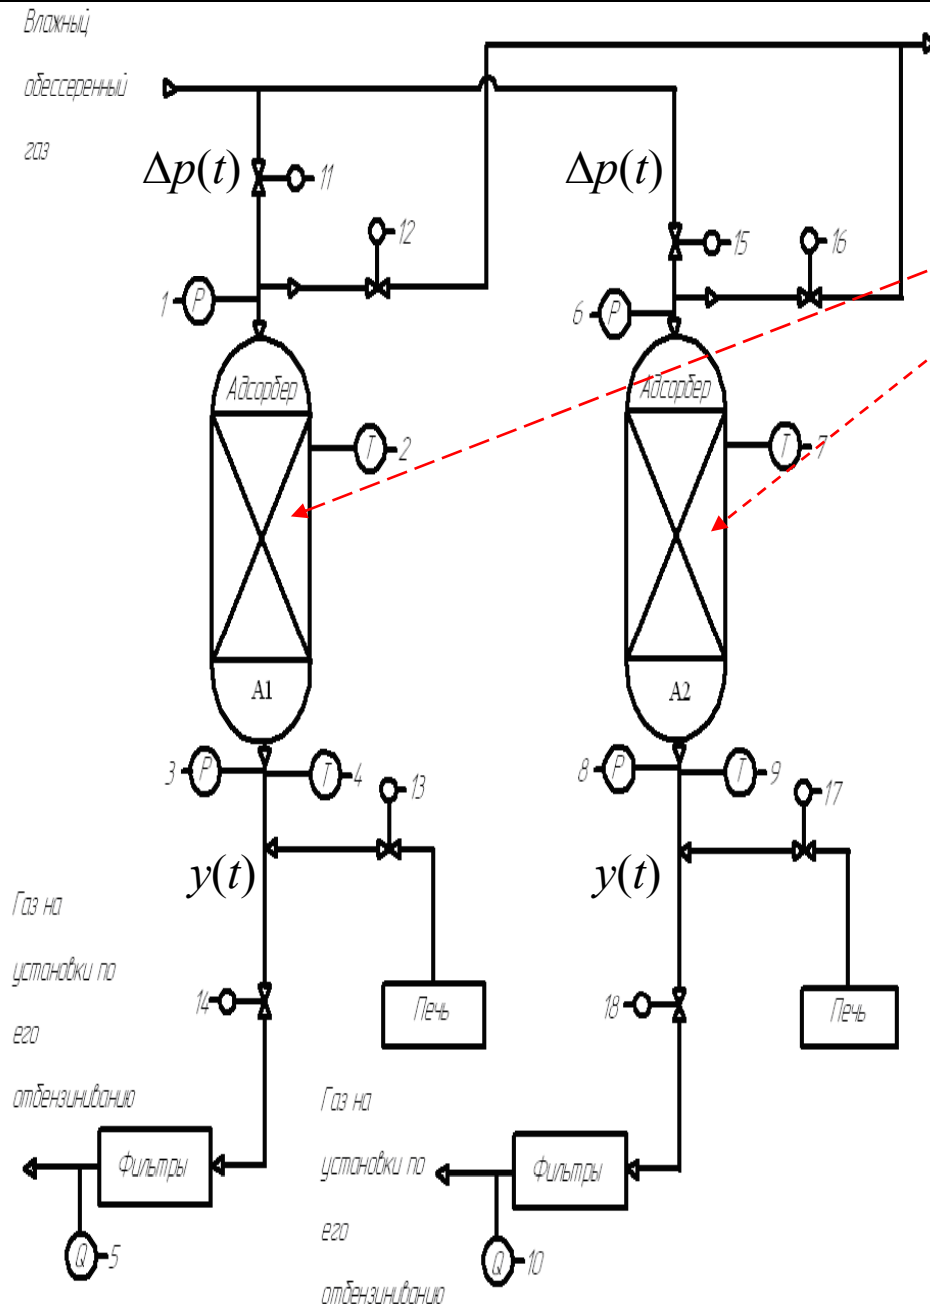 Влажный
обессеренный
газ
Δp(t)
11
Δp(t)
12
15
16
1
P
6
P
Адсорбер
Адсорбер
T
2
T
7
A1
A2
3
P
T
4
13
8
P
T
9
17
y(t)
y(t)
Газ на
установки по
его
отбензиниванию
14
Печь
18
Печь
Газ на
установки по
его
отбензиниванию
Фильтры
Фильтры
Q
5
Q
10